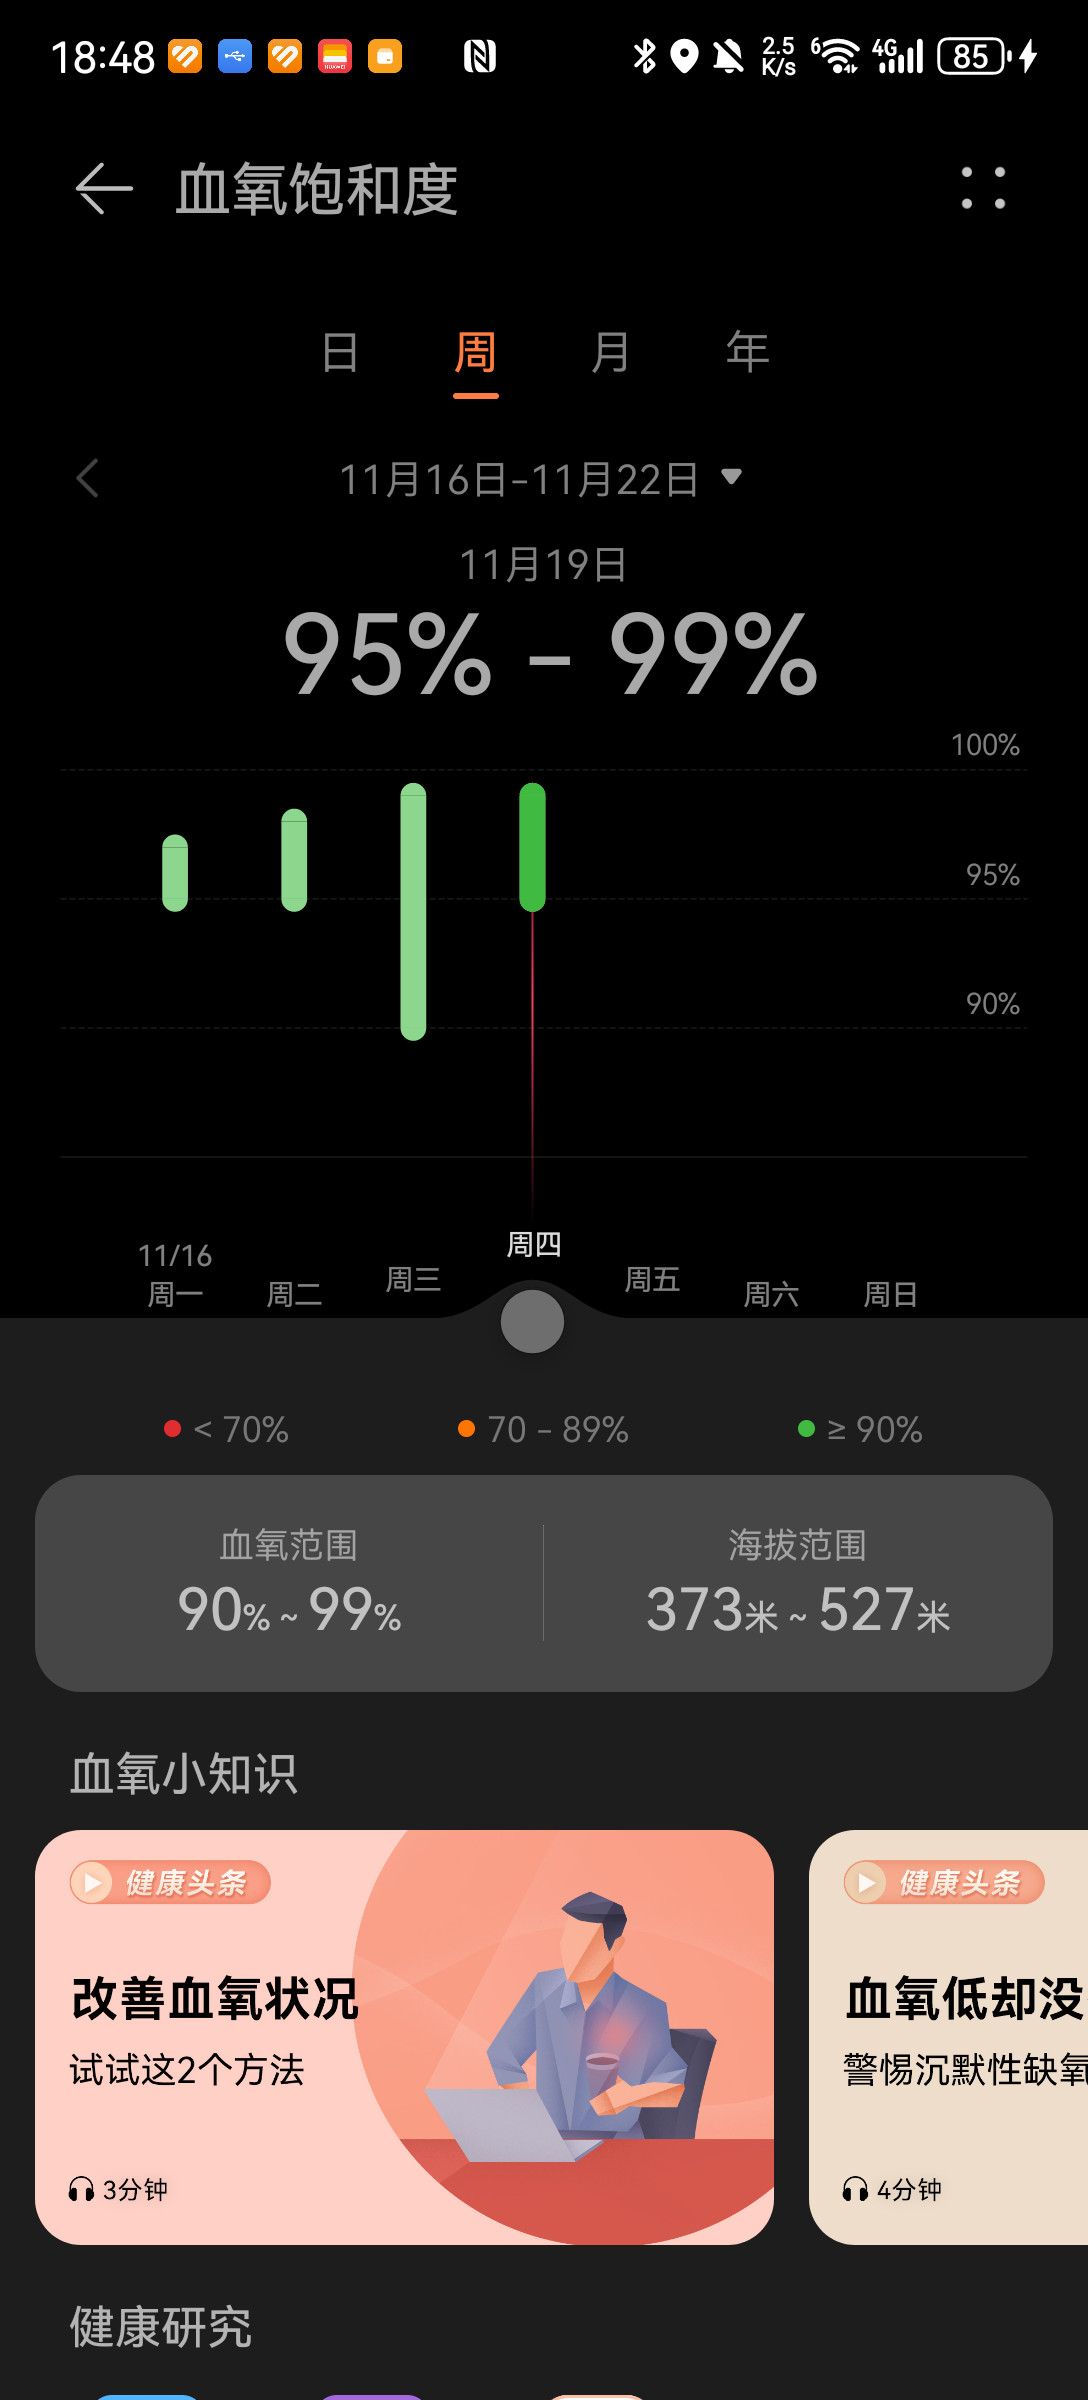 18:48
HUAWEI
2.5
K/s
6
4G
85
血氧饱和度
日 周 月 年
11月16日-11月22日
11月19日
95% - 99%
100%
95%
90%
11/16
周一 周二 周三 周四 周五 周六 周日
< 70% 70 - 89% ≥ 90%
血氧范围 海拔范围
90% ~ 99% 373米 ~ 527米
血氧小知识
健康头条
改善血氧状况
试试这2个方法
3分钟
健康头条
血氧低却没
警惕沉默性缺氧
4分钟
健康研究